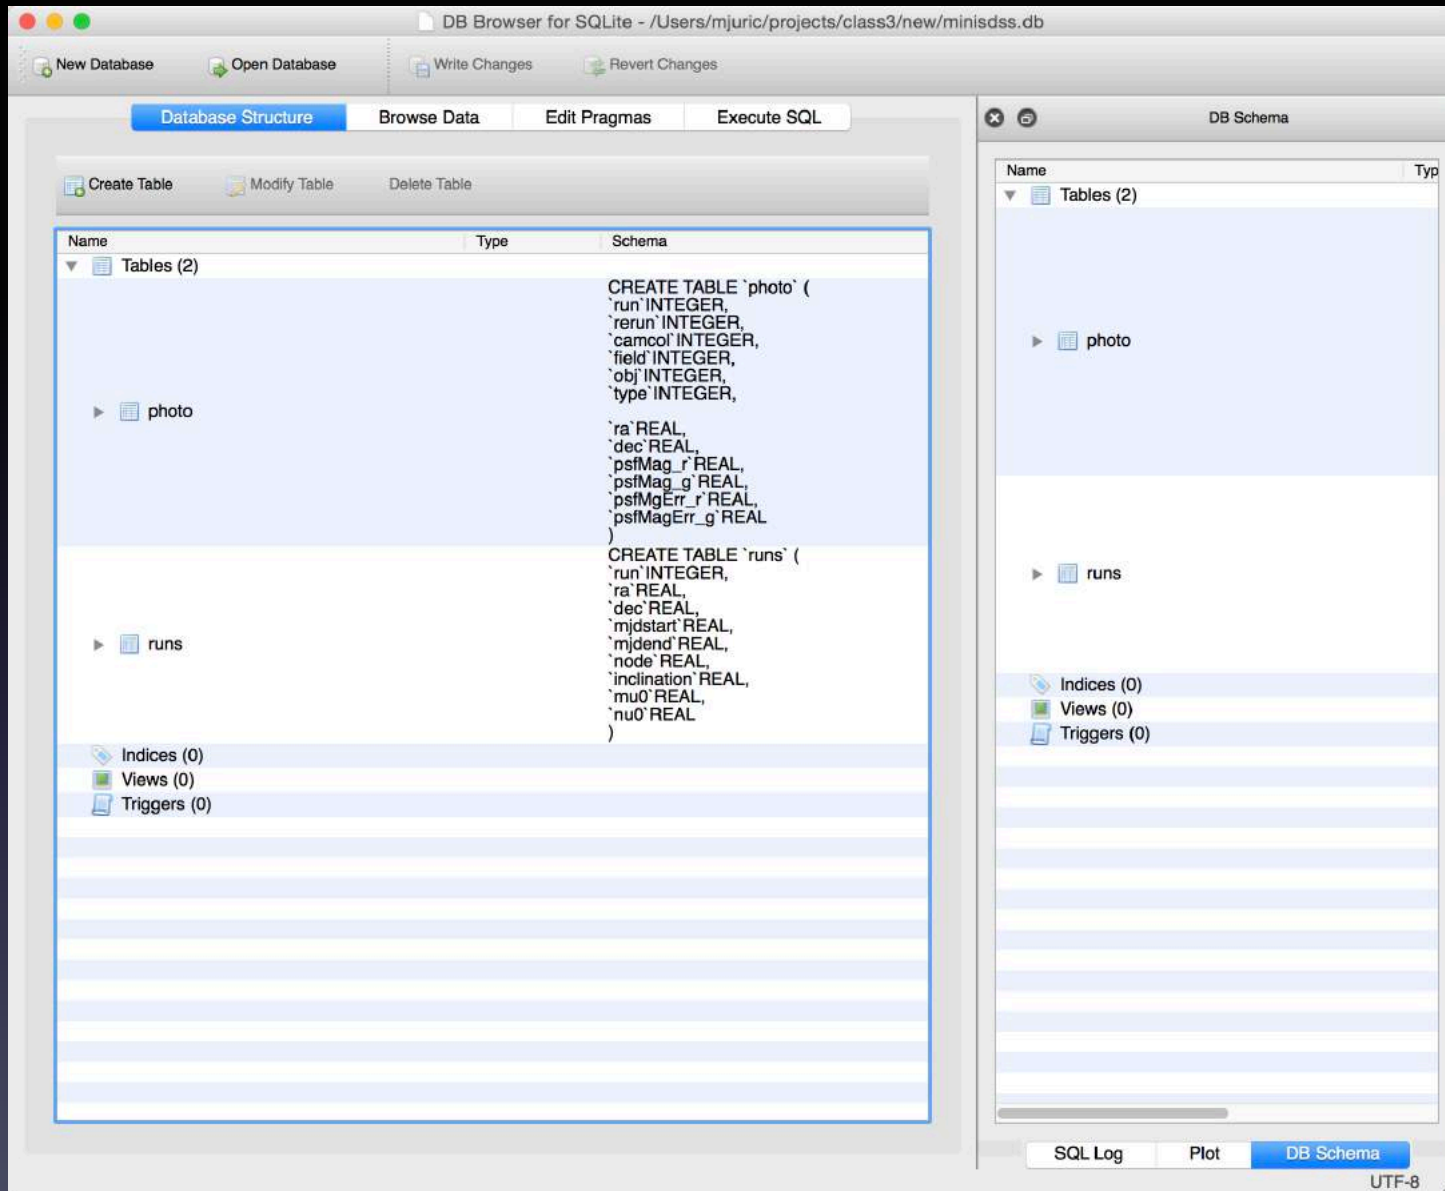 DB Browser for SQLite - /Users/mjuric/projects/class3/new/minisdss.db
New Database Open Database Write Changes Revert Changes
Database Structure Browse Data Edit Pragmas Execute SQL
Create Table Modify Table Delete Table
Name Type Schema
Tables (2)
photo
CREATE TABLE `photo` (
`run`INTEGER,
`rerun`INTEGER,
`camcol`INTEGER,
`field`INTEGER,
`obj`INTEGER,
`type`INTEGER,
`ra`REAL,
`dec`REAL,
`psfMag_r`REAL,
`psfMag_g`REAL,
`psfMgErr_r`REAL,
`psfMagErr_g`REAL
)
runs
CREATE TABLE `runs` (
`run`INTEGER,
`ra`REAL,
`dec`REAL,
`mjdstart`REAL,
`mjdend`REAL,
`node`REAL,
`inclination`REAL,
`mu0`REAL,
`nu0`REAL
)
Indices (0)
Views (0)
Triggers (0)
DB Schema
Name Typ
Tables (2)
photo
runs
Indices (0)
Views (0)
Triggers (0)
SQL Log Plot DB Schema
UTF-8